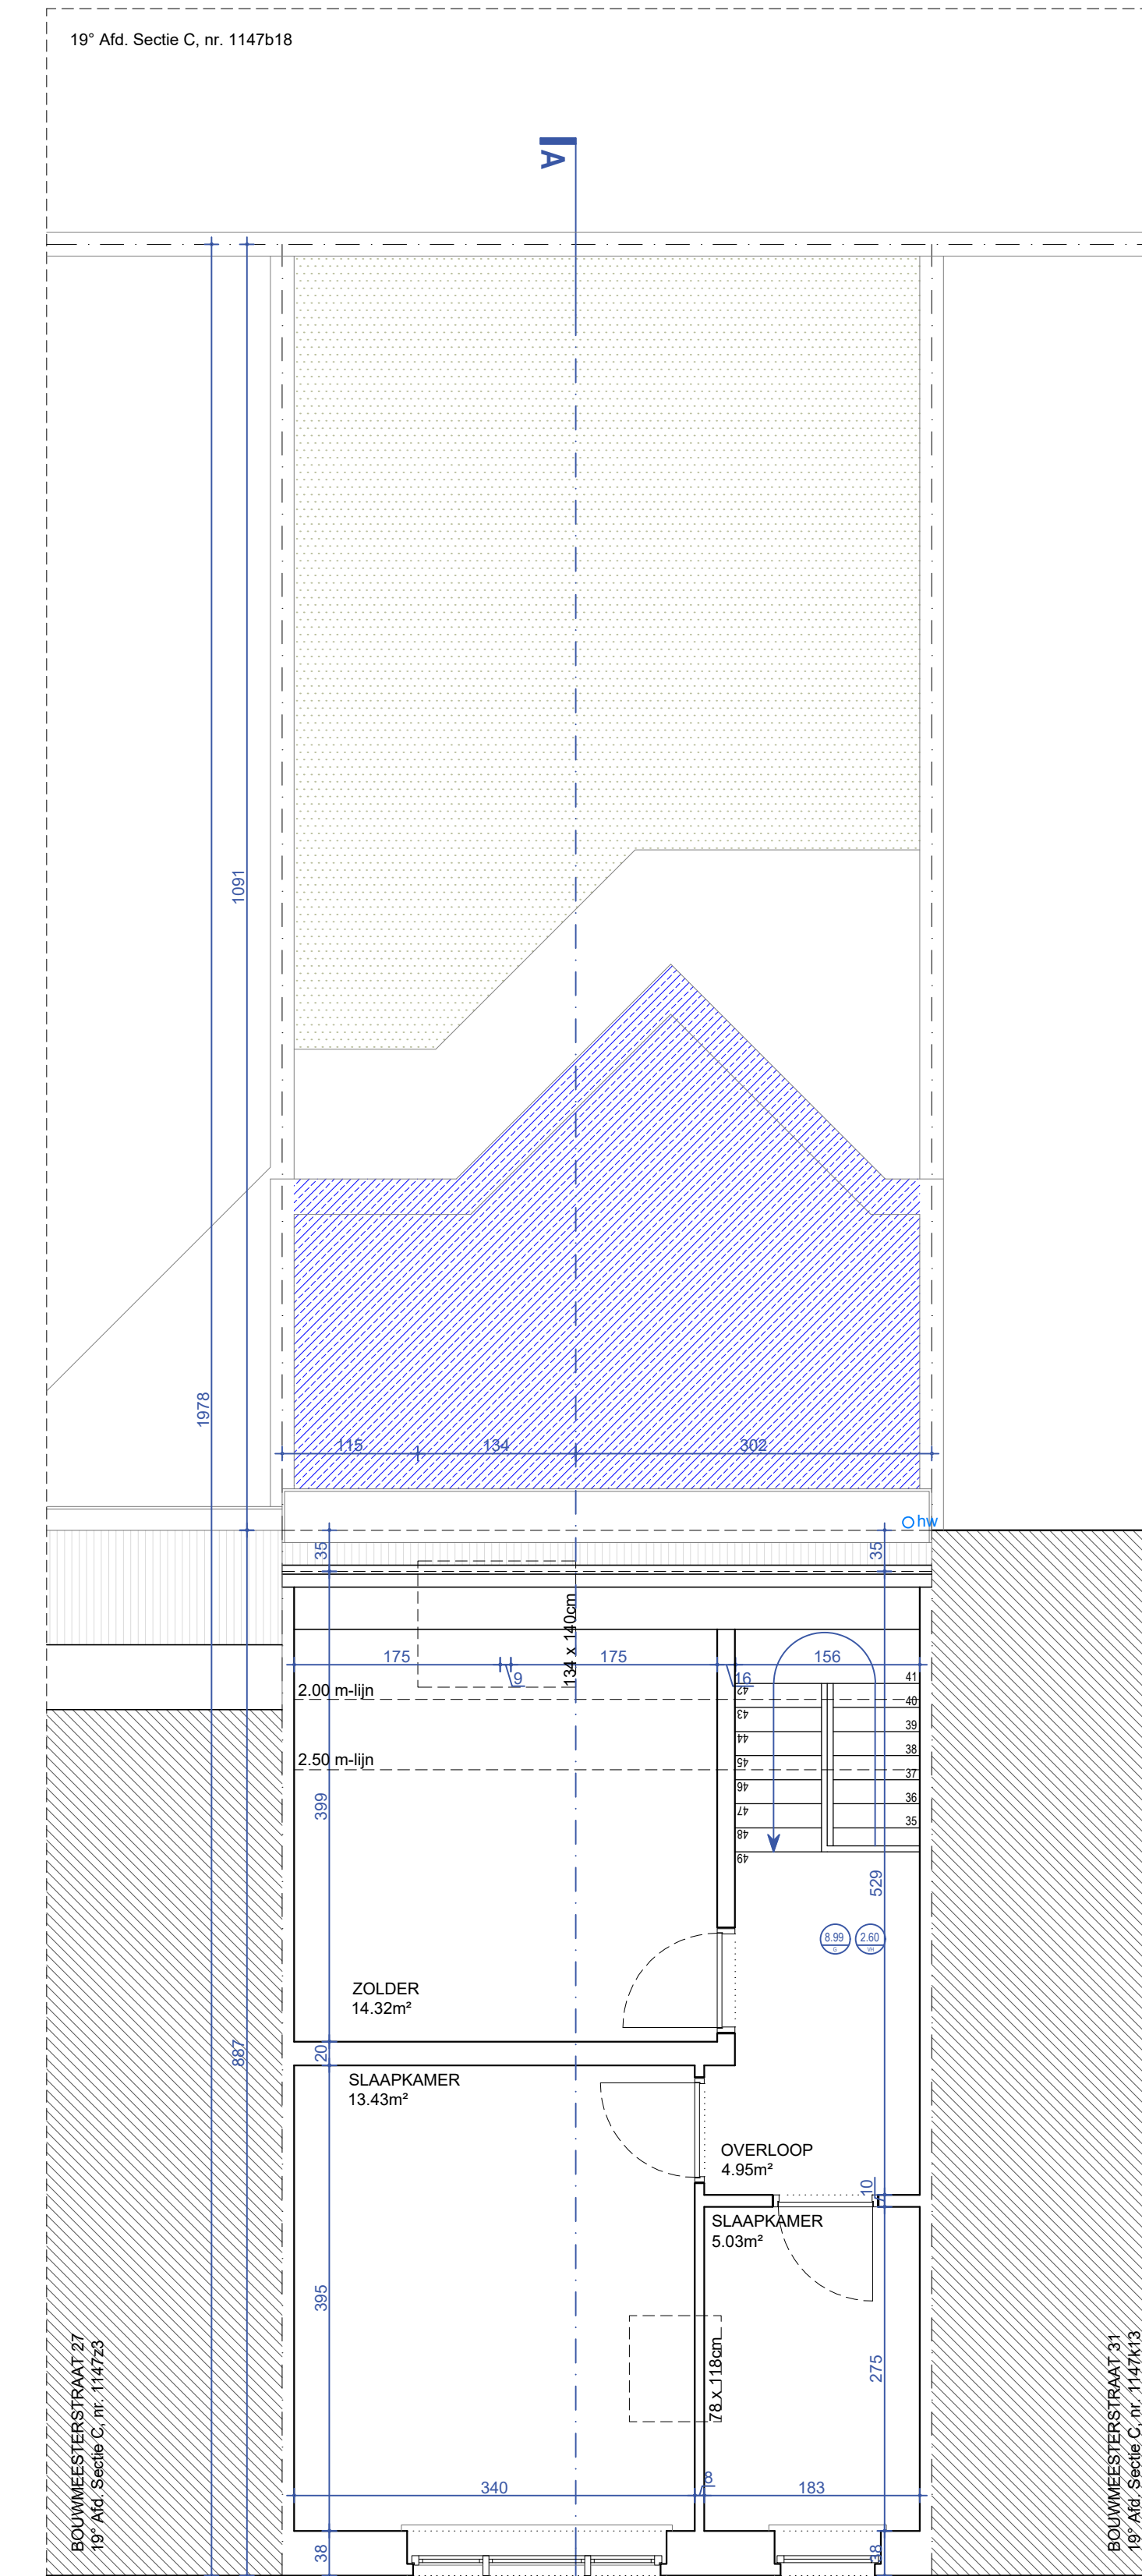 19° Afd. Sectie C, nr. 1147b18
A
1091
1978
115
134
302
hw
35
35
134 x 140cm
175
9
175
16
156
2.00 m-lijn
2.50 m-lijn
41
40
39
38
37
36
35
42
43
44
45
46
47
48
49
399
529
8.99
G
2.60
VH
ZOLDER
14.32m²
887
20
SLAAPKAMER
13.43m²
OVERLOOP
4.95m²
10
SLAAPKAMER
5.03m²
395
275
78 x 118cm
BOUWMEESTERSTRAAT 27
19° Afd. Sectie C, nr. 1147z3
BOUWMEESTERSTRAAT 31
19° Afd. Sectie C, nr. 1147k13
340
8
183
38
38